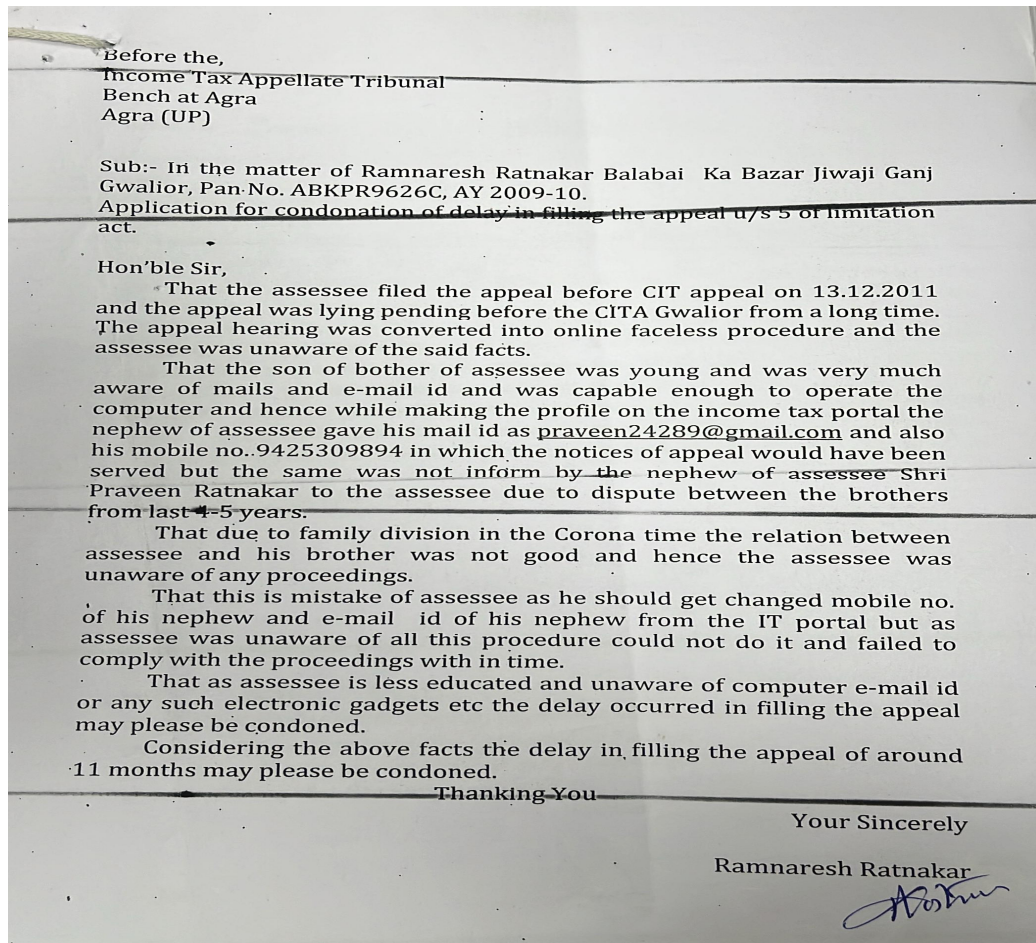 Before the,
Income Tax Appellate Tribunal
Bench at Agra
Agra (UP)
Sub:- In the matter of Ramnaresh Ratnakar Balabai Ka Bazar Jiwaji Ganj
Gwalior, Pan No. ABKPR9626C, AY 2009-10.
Application for condonation of delay in filling the appeal u/s 5 of limitation
act.
Hon'ble Sir,
That the assessee filed the appeal before CIT appeal on 13.12.2011
and the appeal was lying pending before the CITA Gwalior from a long time.
The appeal hearing was converted into online faceless procedure and the
assessee was unaware of the said facts.
That the son of bother of assessee was young and was very much
aware of mails and e-mail id and was capable enough to operate the
computer and hence while making the profile on the income tax portal the
nephew of assessee gave his mail id as praveen24289@gmail.com and also
his mobile no..9425309894 in which the notices of appeal would have been
served but the same was not inform by the nephew of assessee Shri
Praveen Ratnakar to the assessee due to dispute between the brothers
from last 4-5 years.
That due to family division in the Corona time the relation between
assessee and his brother was not good and hence the assessee was
unaware of any proceedings.
That this is mistake of assessee as he should get changed mobile no.
of his nephew and e-mail id of his nephew from the IT portal but as
assessee was unaware of all this procedure could not do it and failed to
comply with the proceedings with in time.
That as assessee is less educated and unaware of computer e-mail id
or any such electronic gadgets etc the delay occurred in filling the appeal
may please be condoned.
Considering the above facts the delay in filling the appeal of around
11 months may please be condoned.
Thanking You
Your Sincerely
Ramnaresh Ratnakar